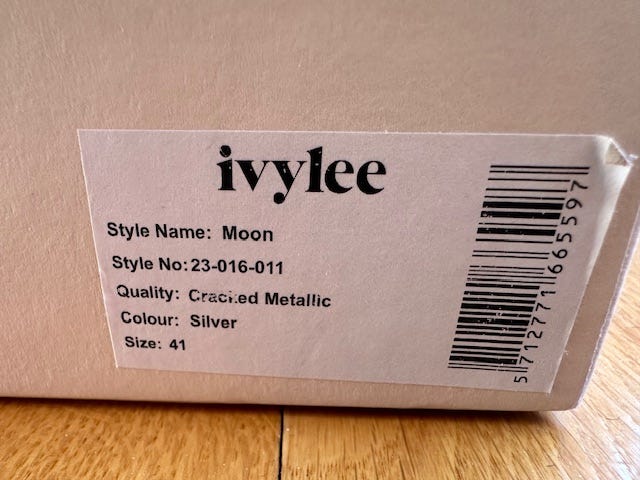 ivylee
Style Name: Moon
Style No:23-016-011
Quality: Cracked Metallic
Colour: Silver
Size: 41
5712771665597